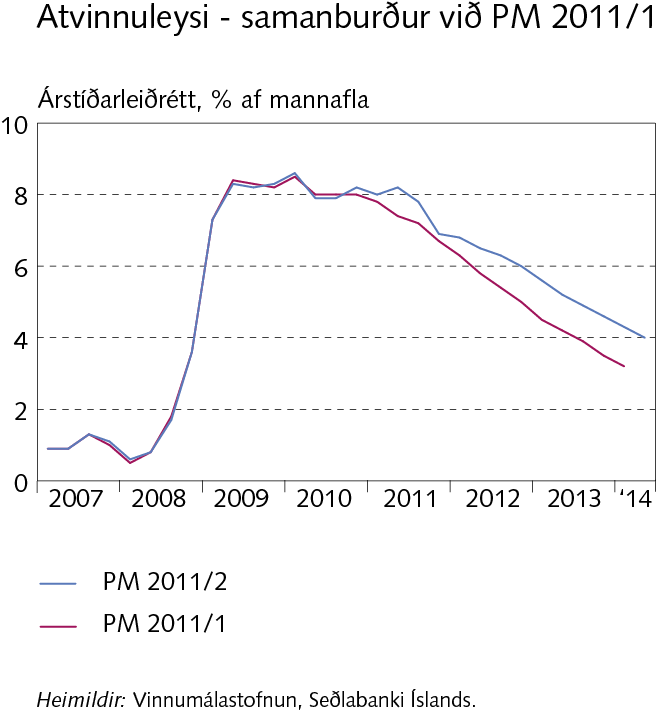 Atvinnuleysi - samanburður við PM 2011/1
Árstíðarleiðrétt, % af mannafla
10
8
6
4
2
0
2007 2008 2009 2010 2011 2012 2013 ‘14
PM 2011/2
PM 2011/1
Heimildir: Vinnumálastofnun, Seðlabanki Íslands.